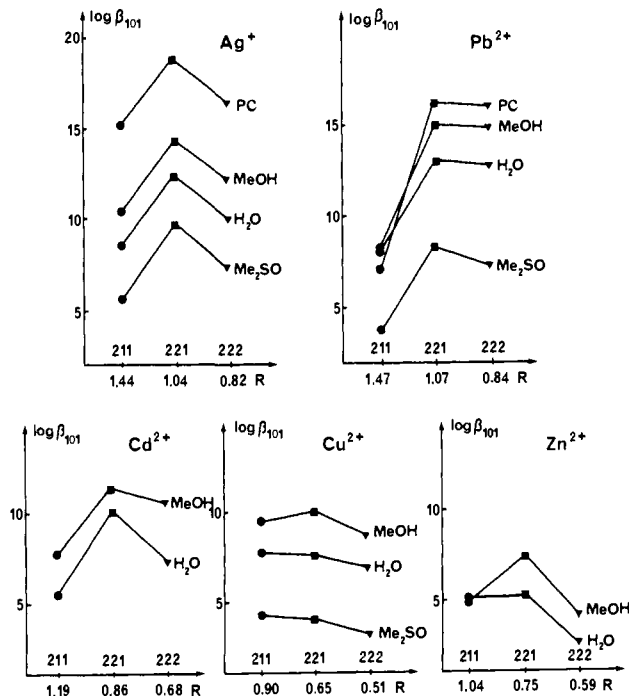 log β₁₀₁
Ag⁺
20
15
10
5
PC
MeOH
H₂O
Me₂SO
211 221 222
1.44 1.04 0.82 R
log β₁₀₁
Pb²⁺
15
10
5
PC
MeOH
H₂O
Me₂SO
211 221 222
1.47 1.07 0.84 R
log β₁₀₁
Cd²⁺
10
5
MeOH
H₂O
211 221 222
1.19 0.86 0.68 R
log β₁₀₁
Cu²⁺
10
5
MeOH
H₂O
Me₂SO
211 221 222
0.90 0.65 0.51 R
log β₁₀₁
Zn²⁺
10
5
MeOH
H₂O
211 221 222
1.04 0.75 0.59 R